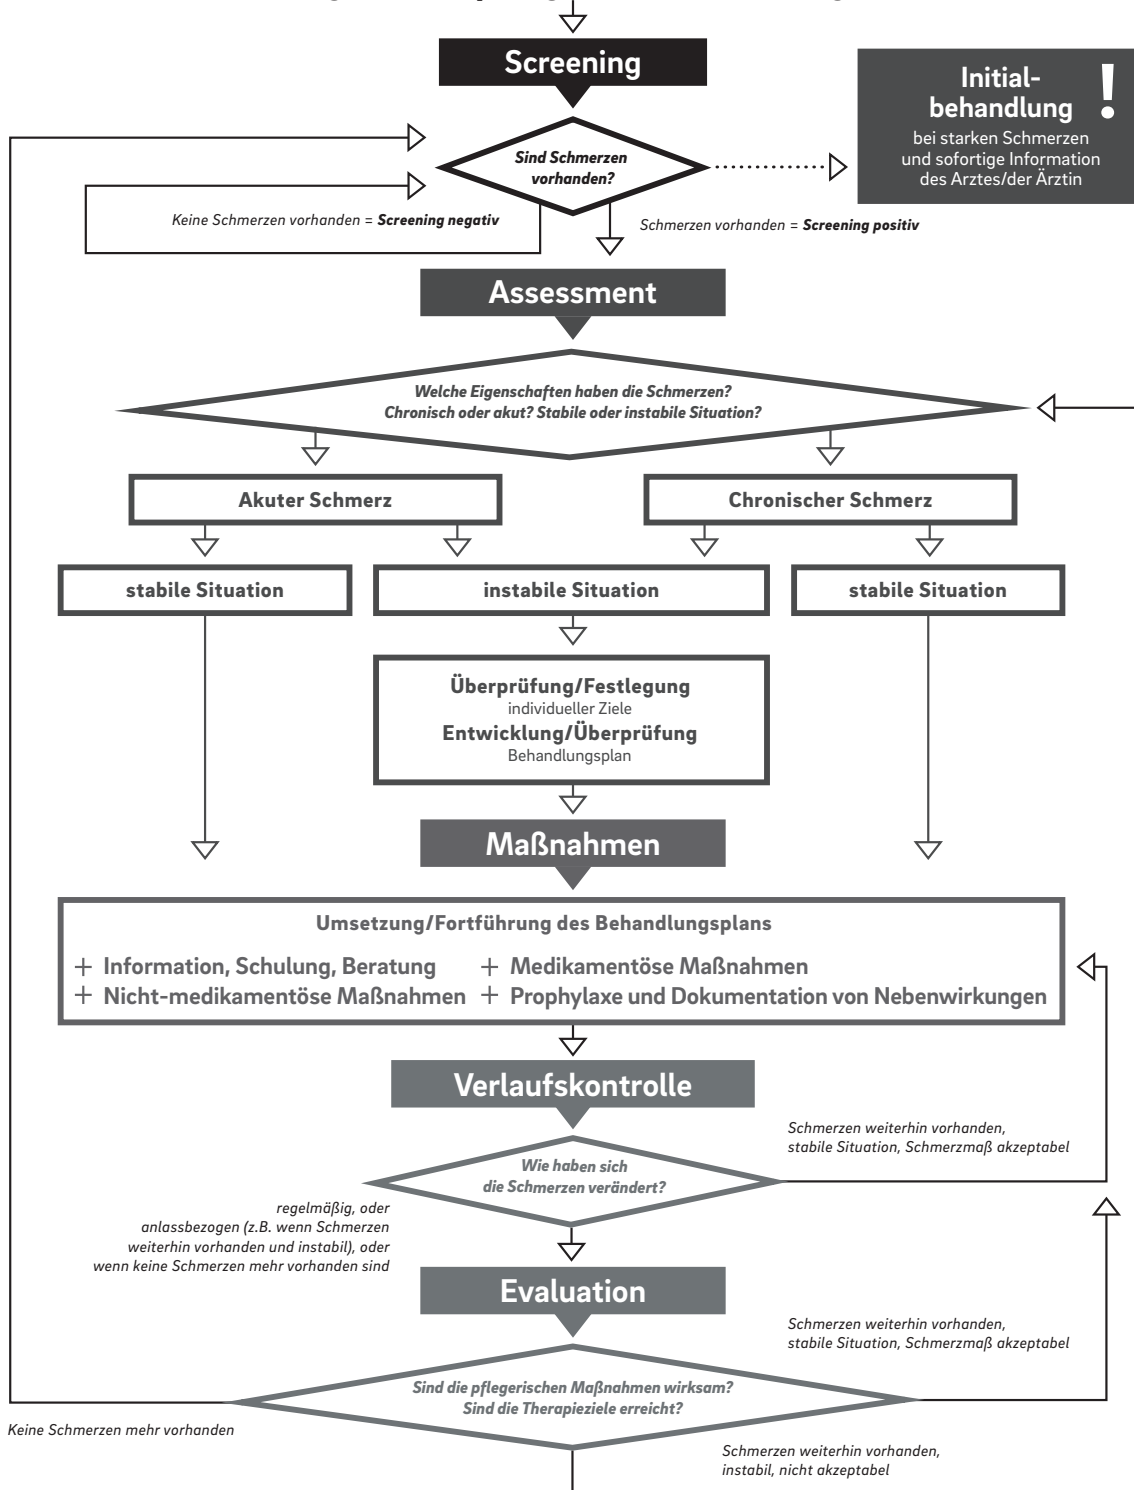 Screening
Initial-
behandlung
!
bei starken Schmerzen
und sofortige Information
des Arztes/der Ärztin
Sind Schmerzen
vorhanden?
Keine Schmerzen vorhanden = Screening negativ
Schmerzen vorhanden = Screening positiv
Assessment
Welche Eigenschaften haben die Schmerzen?
Chronisch oder akut? Stabile oder instabile Situation?
Akuter Schmerz
Chronischer Schmerz
stabile Situation
instabile Situation
stabile Situation
Überprüfung/Festlegung
individueller Ziele
Entwicklung/Überprüfung
Behandlungsplan
Maßnahmen
Umsetzung/Fortführung des Behandlungsplans
+ Information, Schulung, Beratung
+ Medikamentöse Maßnahmen
+ Nicht-medikamentöse Maßnahmen
+ Prophylaxe und Dokumentation von Nebenwirkungen
Verlaufskontrolle
Schmerzen weiterhin vorhanden,
stabile Situation, Schmerzmaß akzeptabel
Wie haben sich
die Schmerzen verändert?
regelmäßig, oder
anlassbezogen (z.B. wenn Schmerzen
weiterhin vorhanden und instabil), oder
wenn keine Schmerzen mehr vorhanden sind
Evaluation
Schmerzen weiterhin vorhanden,
stabile Situation, Schmerzmaß akzeptabel
Sind die pflegerischen Maßnahmen wirksam?
Sind die Therapieziele erreicht?
Keine Schmerzen mehr vorhanden
Schmerzen weiterhin vorhanden,
instabil, nicht akzeptabel